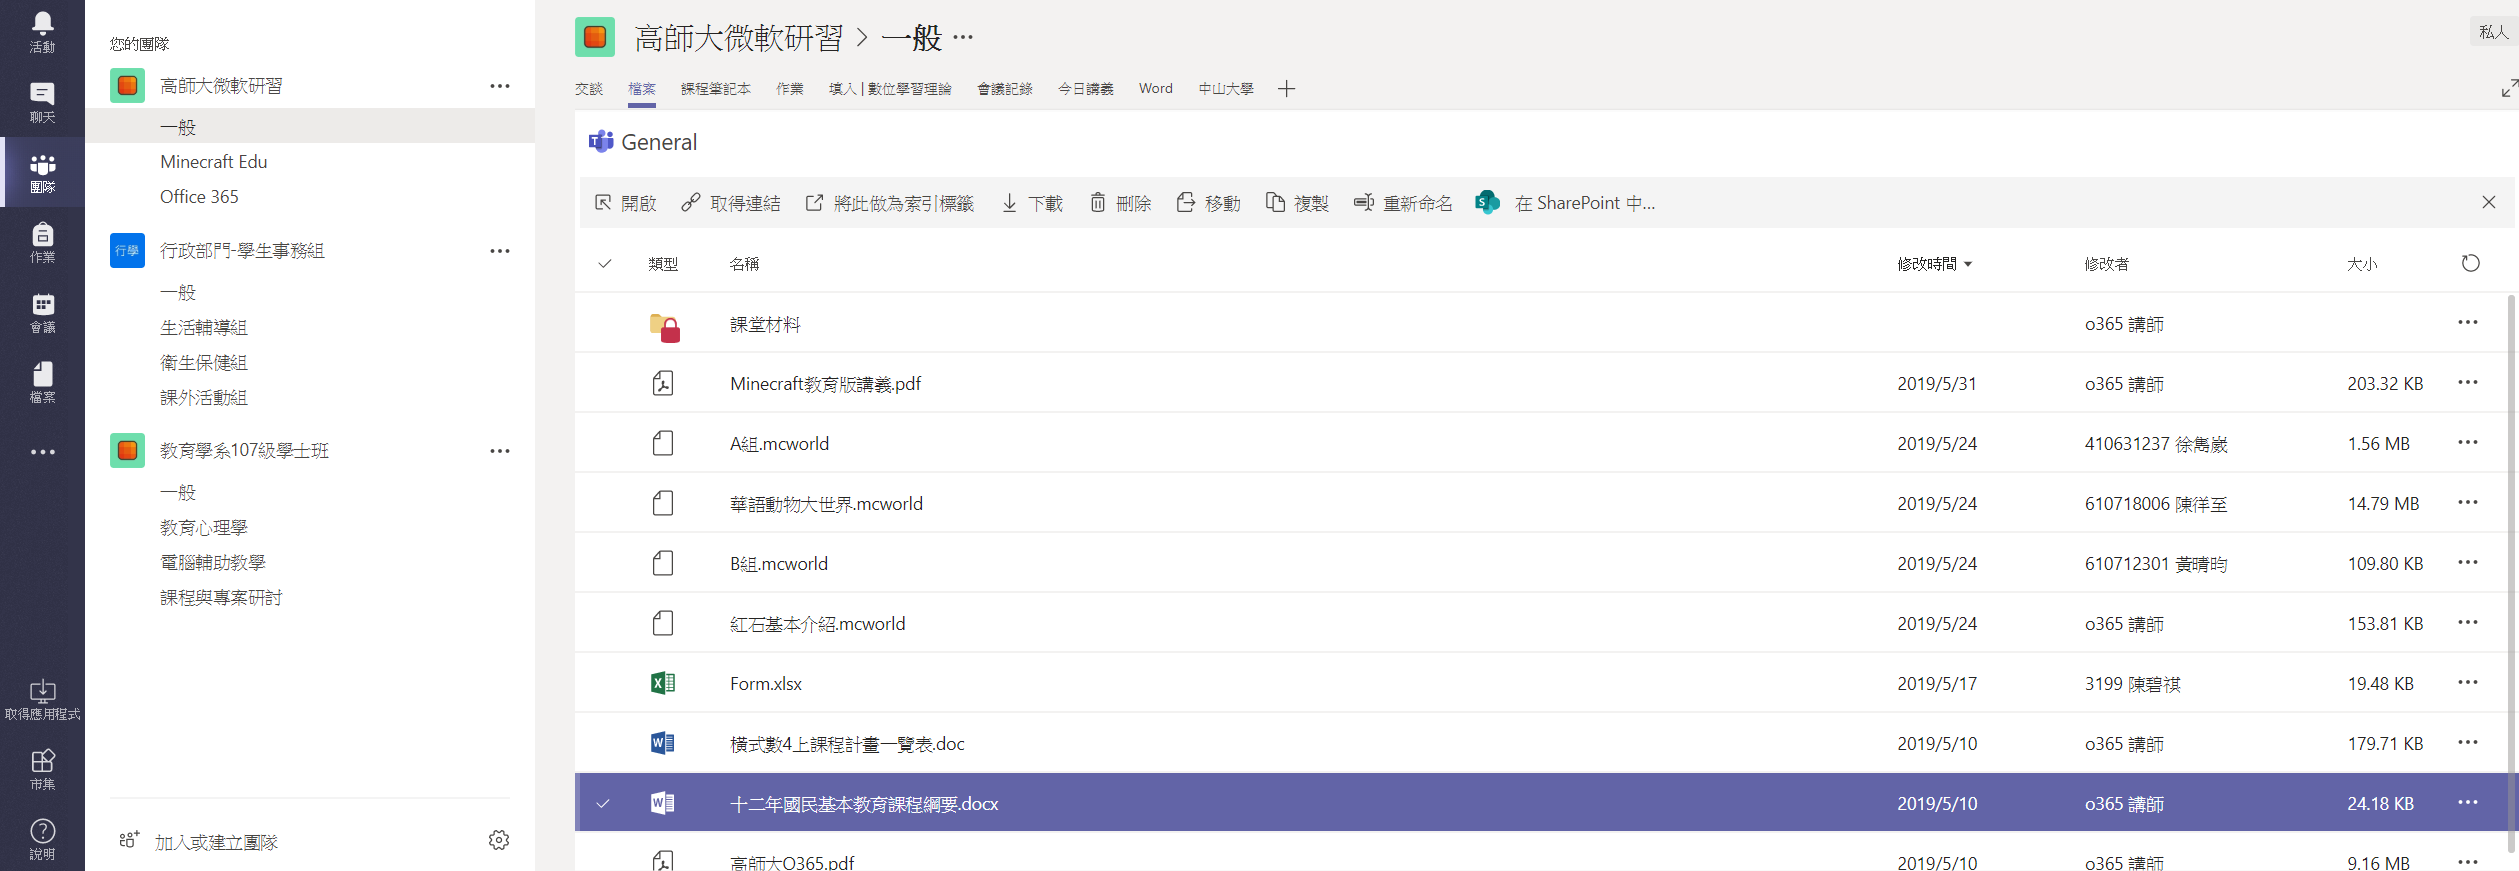 活動
聊天
團隊
作業
會議
檔案
取得應用程式
市集
說明
您的團隊
高師大微軟研習
一般
Minecraft Edu
Office 365
行學
行政部門-學生事務組
一般
生活輔導組
衛生保健組
課外活動組
教育學系107級學士班
一般
教育心理學
電腦輔助教學
課程與專案研討
加入或建立團隊
高師大微軟研習 > 一般
私人
交談 檔案 課程筆記本 作業 填入 | 數位學習理論 會議記錄 今日講義 Word 中山大學
General
開啟 取得連結 將此做為索引標籤 下載 刪除 移動 複製 重新命名 在 SharePoint 中...
類型 名稱 修改時間 修改者 大小
課堂材料 o365 講師
Minecraft教育版講義.pdf 2019/5/31 o365 講師 203.32 KB
A組.mcworld 2019/5/24 410631237 徐雋崴 1.56 MB
華語動物大世界.mcworld 2019/5/24 610718006 陳徉至 14.79 MB
B組.mcworld 2019/5/24 610712301 黃晴昀 109.80 KB
紅石基本介紹.mcworld 2019/5/24 o365 講師 153.81 KB
Form.xlsx 2019/5/17 3199 陳碧祺 19.48 KB
橫式數4上課程計畫一覽表.doc 2019/5/10 o365 講師 179.71 KB
十二年國民基本教育課程綱要.docx 2019/5/10 o365 講師 24.18 KB
高師大O365.pdf 2019/5/10 o365 講師 9.16 MB